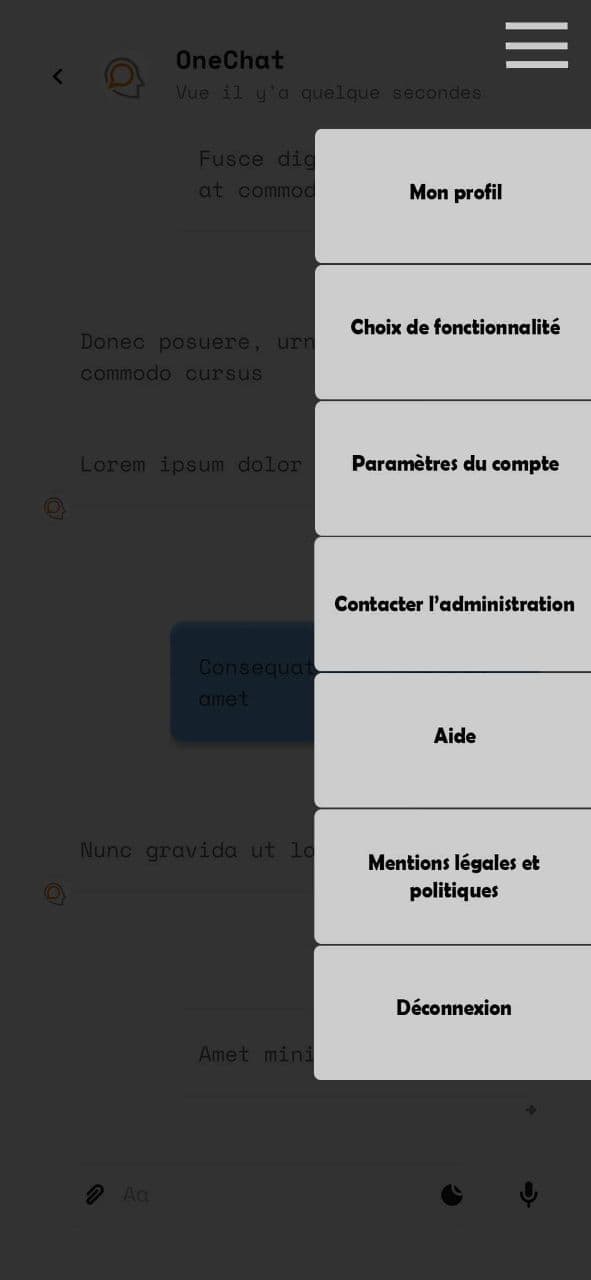 OneChat
Vue il y'a quelque secondes
Fusce dig
at commod
Mon profil
Choix de fonctionnalité
Donec posuere, urn
commodo cursus
Paramètres du compte
Lorem ipsum dolor
Contacter l'administration
Consequat
amet
Aide
Nunc gravida ut lo
Mentions légales et
politiques
Déconnexion
Amet mini
Aa